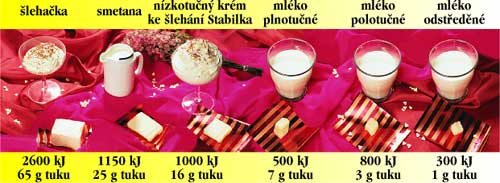 šlehačka
smetana
nízkotučný krém
ke šlehání Stabilka
mléko
plnotučné
mléko
polotučné
mléko
odstředěné
2600 kJ
65 g tuku
1150 kJ
25 g tuku
1000 kJ
16 g tuku
500 kJ
7 g tuku
800 kJ
3 g tuku
300 kJ
1 g tuku